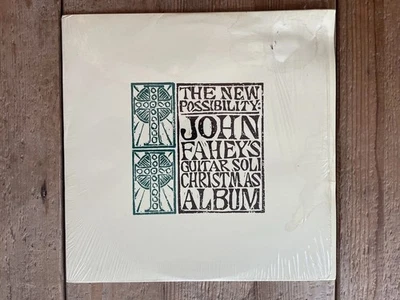 THE NEW
POSSIBILITY:
JOHN
FAHEY'S
GUITAR SOLI
CHRISTMAS
ALBUM